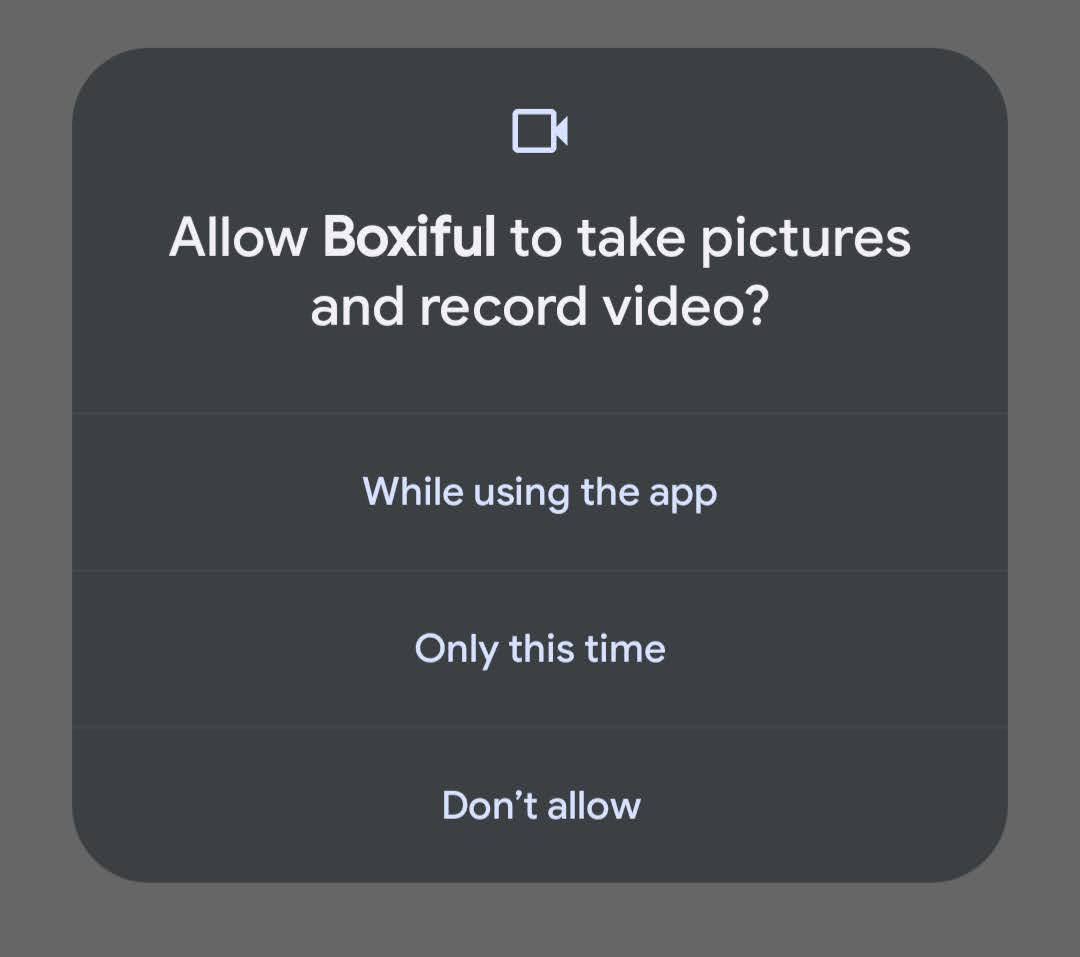 Allow Boxiful to take pictures
and record video?
While using the app
Only this time
Don’t allow